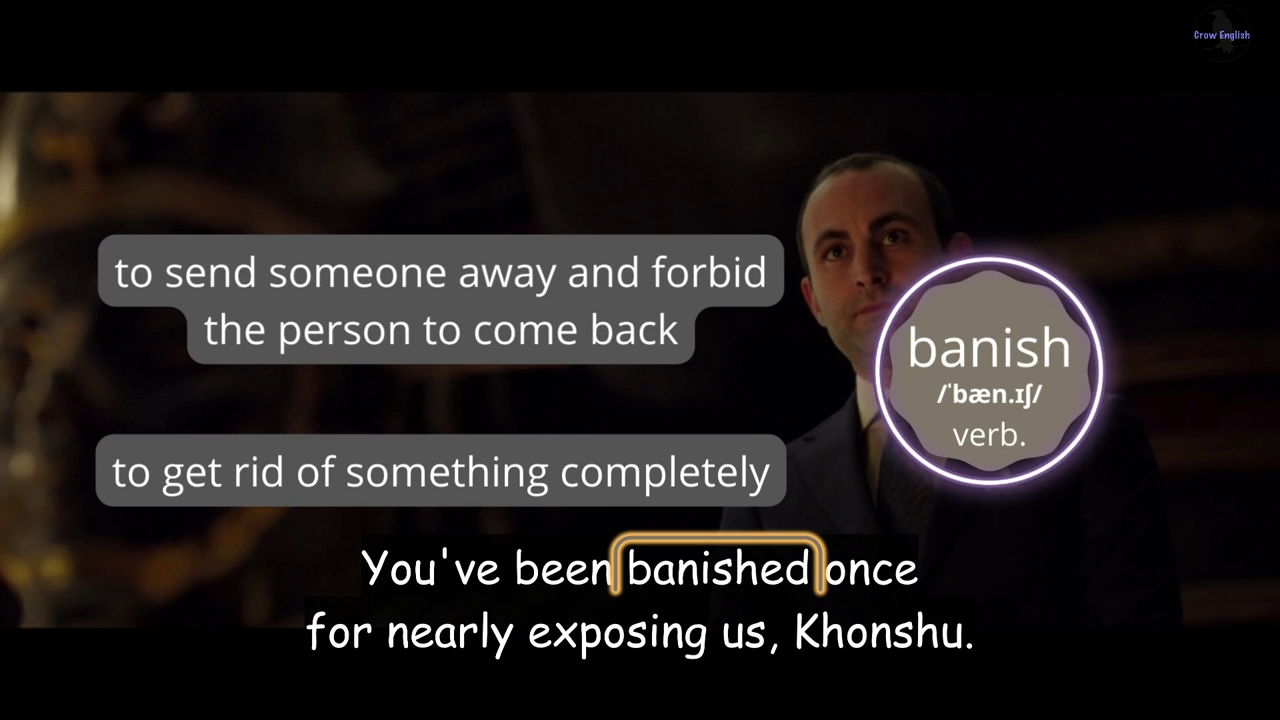 Crow English
to send someone away and forbid
the person to come back
banish
/ˈbæn.ɪʃ/
verb.
to get rid of something completely
You've been banished once
for nearly exposing us, Khonshu.